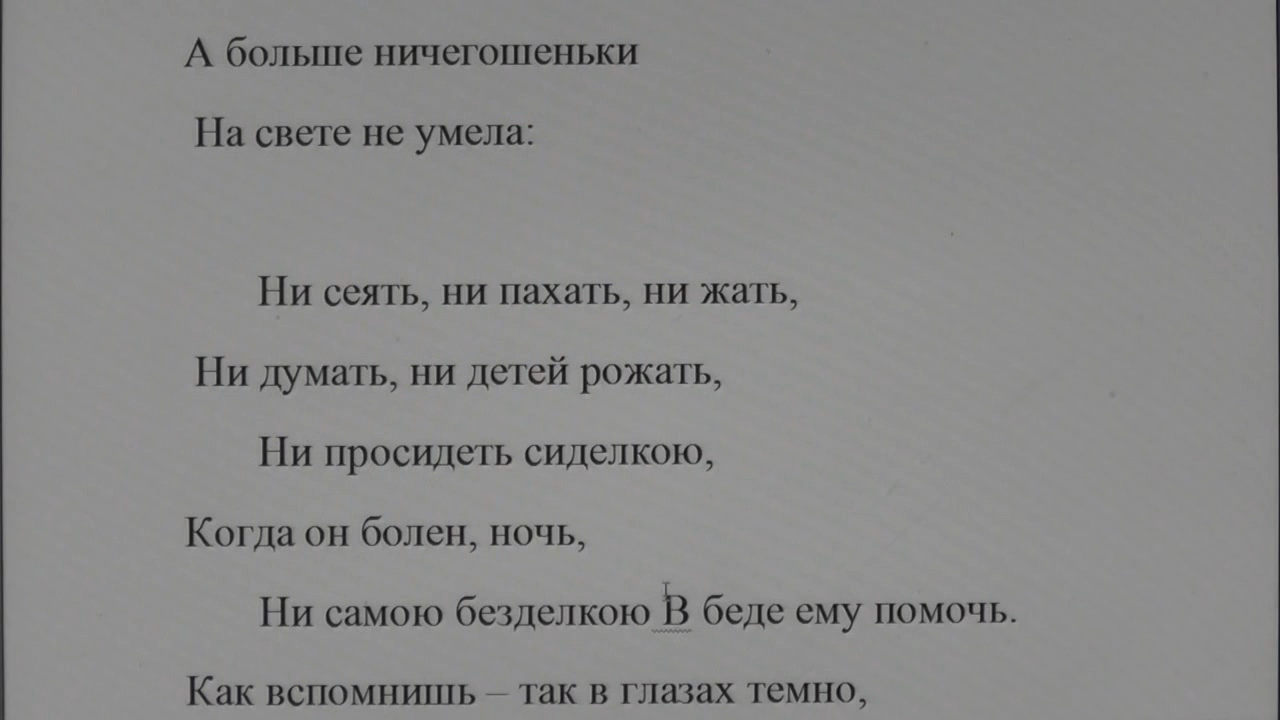 А больше ничегошеньки
На свете не умела:
Ни сеять, ни пахать, ни жать,
Ни думать, ни детей рожать,
Ни просидеть сиделкою,
Когда он болен, ночь,
Ни самою безделкою В беде ему помочь.
Как вспомнишь – так в глазах темно,